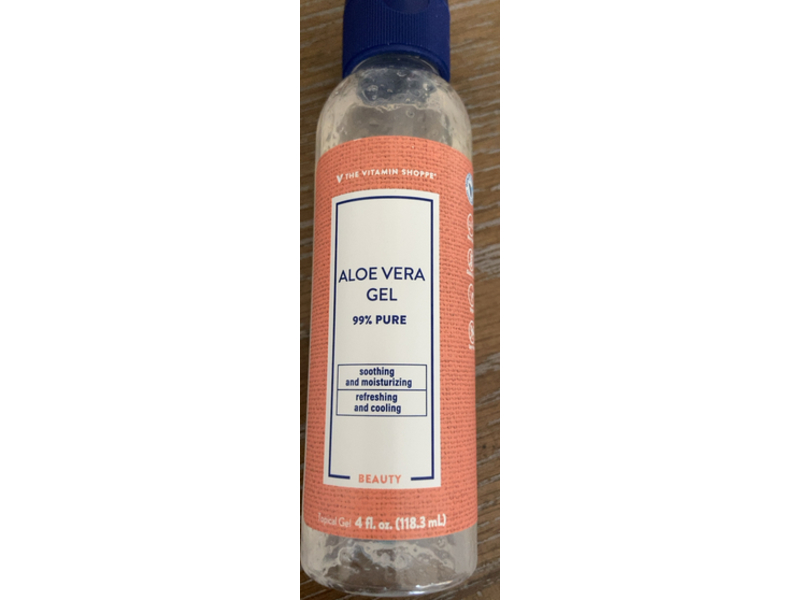 THE VITAMIN SHOPPE®
ALOE VERA
GEL
99% PURE
soothing
and moisturizing
refreshing
and cooling
BEAUTY
Topical Gel 4 fl. oz. (118.3 mL)